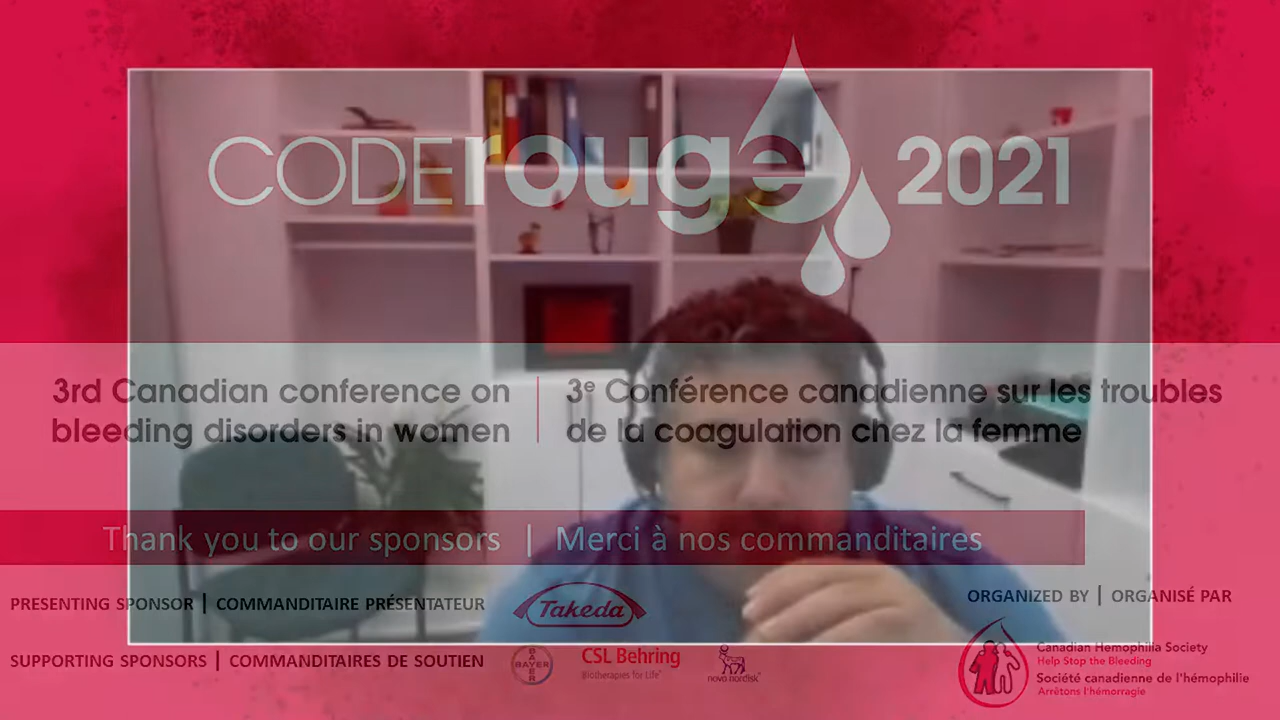 CODErouge 2021
3rd Canadian conference on
bleeding disorders in women
3e Conférence canadienne sur les troubles
de la coagulation chez la femme
Thank you to our sponsors | Merci à nos commanditaires
PRESENTING SPONSOR | COMMANDITAIRE PRÉSENTATEUR
Takeda
ORGANIZED BY | ORGANISÉ PAR
SUPPORTING SPONSORS | COMMANDITAIRES DE SOUTIEN
BAYER
CSL Behring
Biotherapies for Life™
novo nordisk
Canadian Hemophilia Society
Help Stop the Bleeding
Société canadienne de l'hémophilie
Arrêtons l'hémorragie